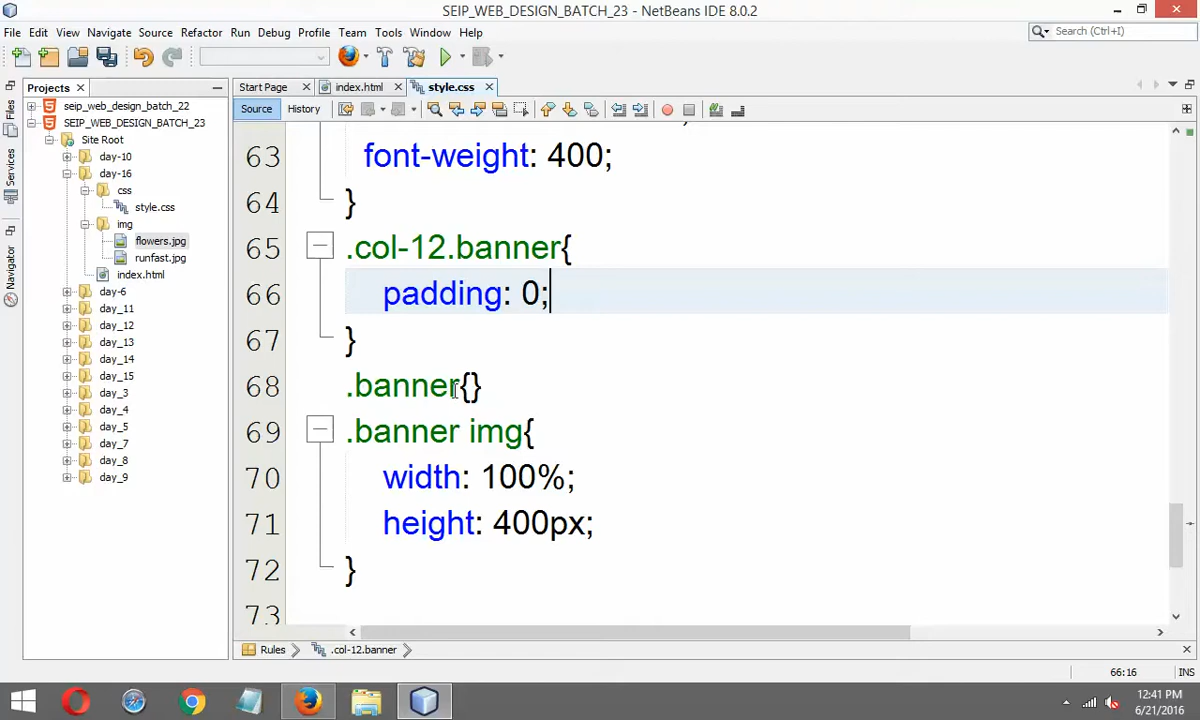 SEIP_WEB_DESIGN_BATCH_23 - NetBeans IDE 8.0.2
File Edit View Navigate Source Refactor Run Debug Profile Team Tools Window Help
Search (Ctrl+I)
Projects
Start Page
index.html
style.css
Source
History
Files
Services
Navigator
seip_web_design_batch_22
SEIP_WEB_DESIGN_BATCH_23
Site Root
day-10
day-16
css
style.css
img
flowers.jpg
runfast.jpg
index.html
day-6
day_11
day_12
day_13
day_14
day_15
day_3
day_4
day_5
day_7
day_8
day_9
63 font-weight: 400;
64 }
65 .col-12.banner{
66 padding: 0;
67 }
68 .banner{}
69 .banner img{
70 width: 100%;
71 height: 400px;
72 }
73
Rules .col-12.banner
66:16 INS
12:41 PM
6/21/2016